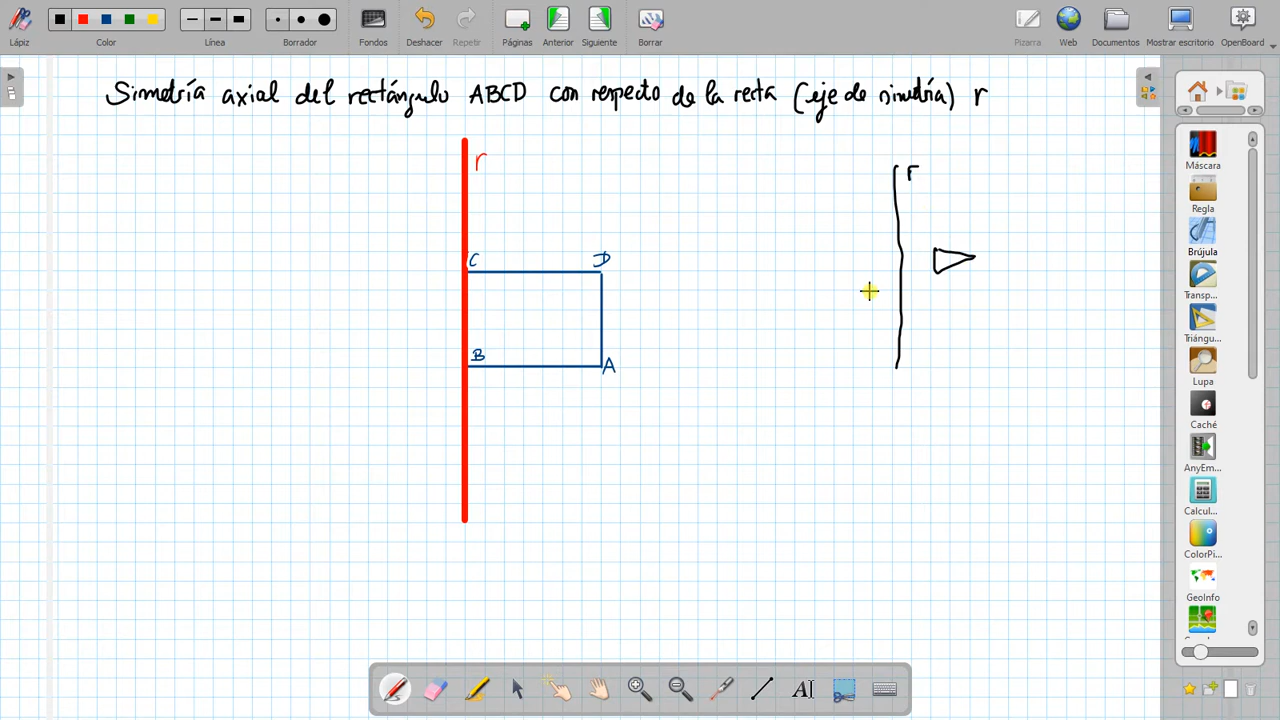 Lápiz Color Línea Borrador Fondos Deshacer Repetir Páginas Anterior Siguiente Borrar Pizarra Web Documentos Mostrar escritorio OpenBoard
Simetría axial del rectángulo ABCD con respecto de la recta (eje de simetría) r
r
r
C D
B A
Máscara
Regla
Brújula
Transp...
Triángu...
Lupa
Caché
AnyEm...
Calcul...
ColorPi...
GeoInfo
AI